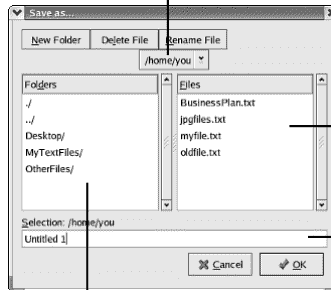 Save as...
New Folder Delete File Rename File
/home/you
Folders
./
../
Desktop/
MyTextFiles/
OtherFiles/
Files
BusinessPlan.txt
jpgfiles.txt
myfile.txt
oldfile.txt
Selection: /home/you
Untitled 1
Cancel OK